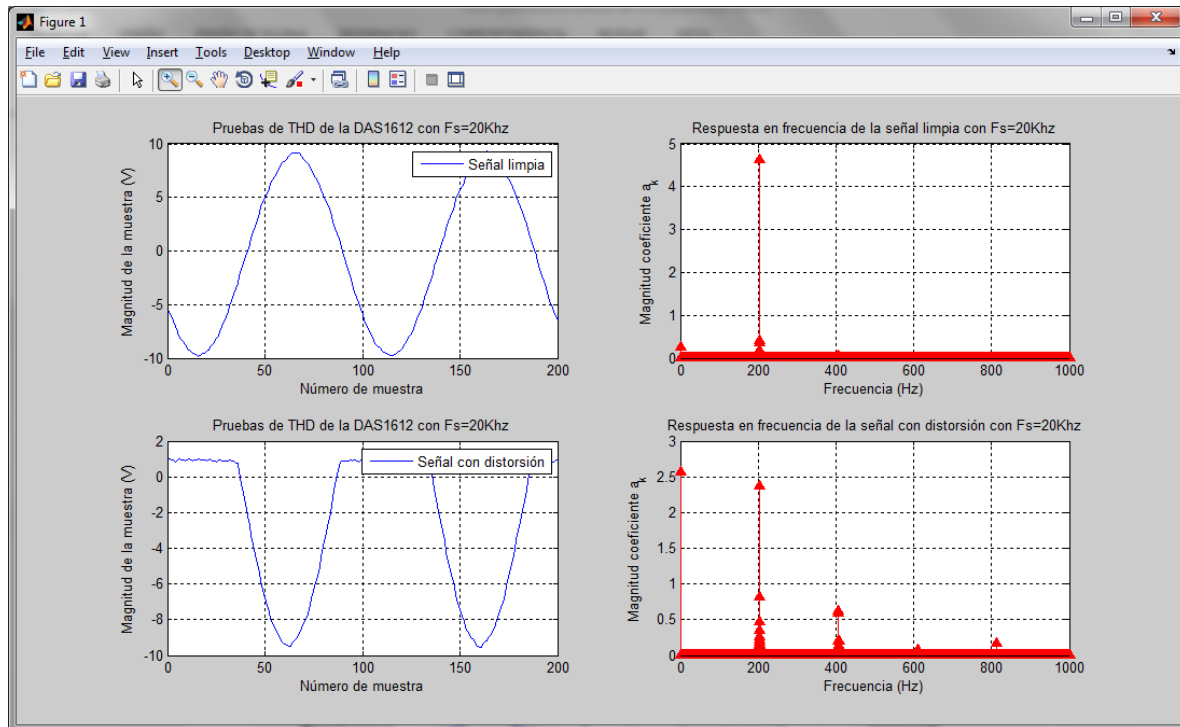 Figure 1
File Edit View Insert Tools Desktop Window Help
Pruebas de THD de la DAS1612 con Fs=20Khz
Magnitud de la muestra (V)
10
5
0
-5
-10
Señal limpia
0 50 100 150 200
Número de muestra
Respuesta en frecuencia de la señal limpia con Fs=20Khz
Magnitud coeficiente a_k
5
4
3
2
1
0
0 200 400 600 800 1000
Frecuencia (Hz)
Pruebas de THD de la DAS1612 con Fs=20Khz
Magnitud de la muestra (V)
2
0
-2
-4
-6
-8
-10
Señal con distorsión
0 50 100 150 200
Número de muestra
Respuesta en frecuencia de la señal con distorsión con Fs=20Khz
Magnitud coeficiente a_k
3
2.5
2
1.5
1
0.5
0
0 200 400 600 800 1000
Frecuencia (Hz)